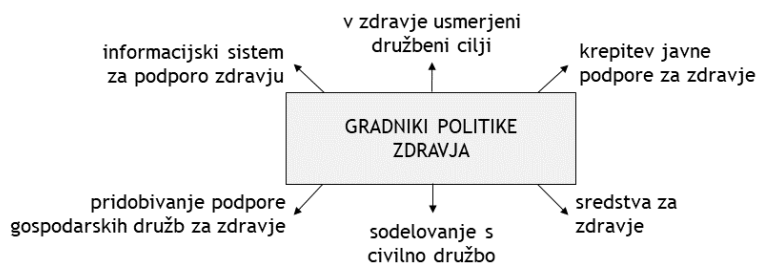 v zdravje usmerjeni
družbeni cilji
informacijski sistem
za podporo zdravju
krepitev javne
podpore za zdravje
GRADNIKI POLITIKE
ZDRAVJA
pridobivanje podpore
gospodarskih družb za zdravje
sodelovanje s
civilno družbo
sredstva za
zdravje